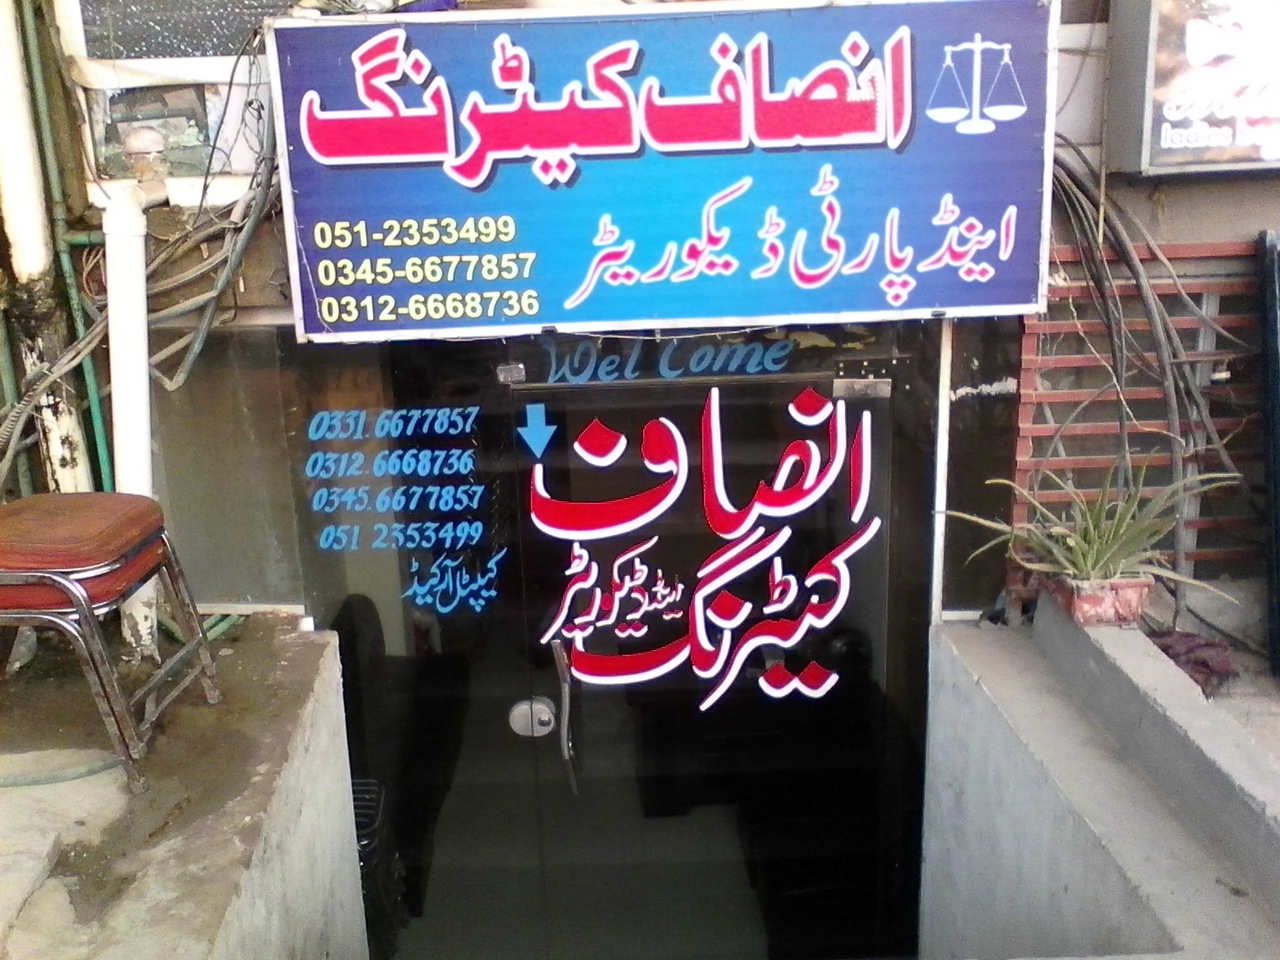 انصاف کیٹرنگ
اینڈ پارٹی ڈیکوریٹر
051-2353499
0345-6677857
0312-6668736
Wel Come
انصاف
کیٹرنگ
اینڈ ڈیکوریٹر
0331.6677857
0312.6668736
0345.6677857
051 2353499
کیپٹل آرکیڈ
ladies